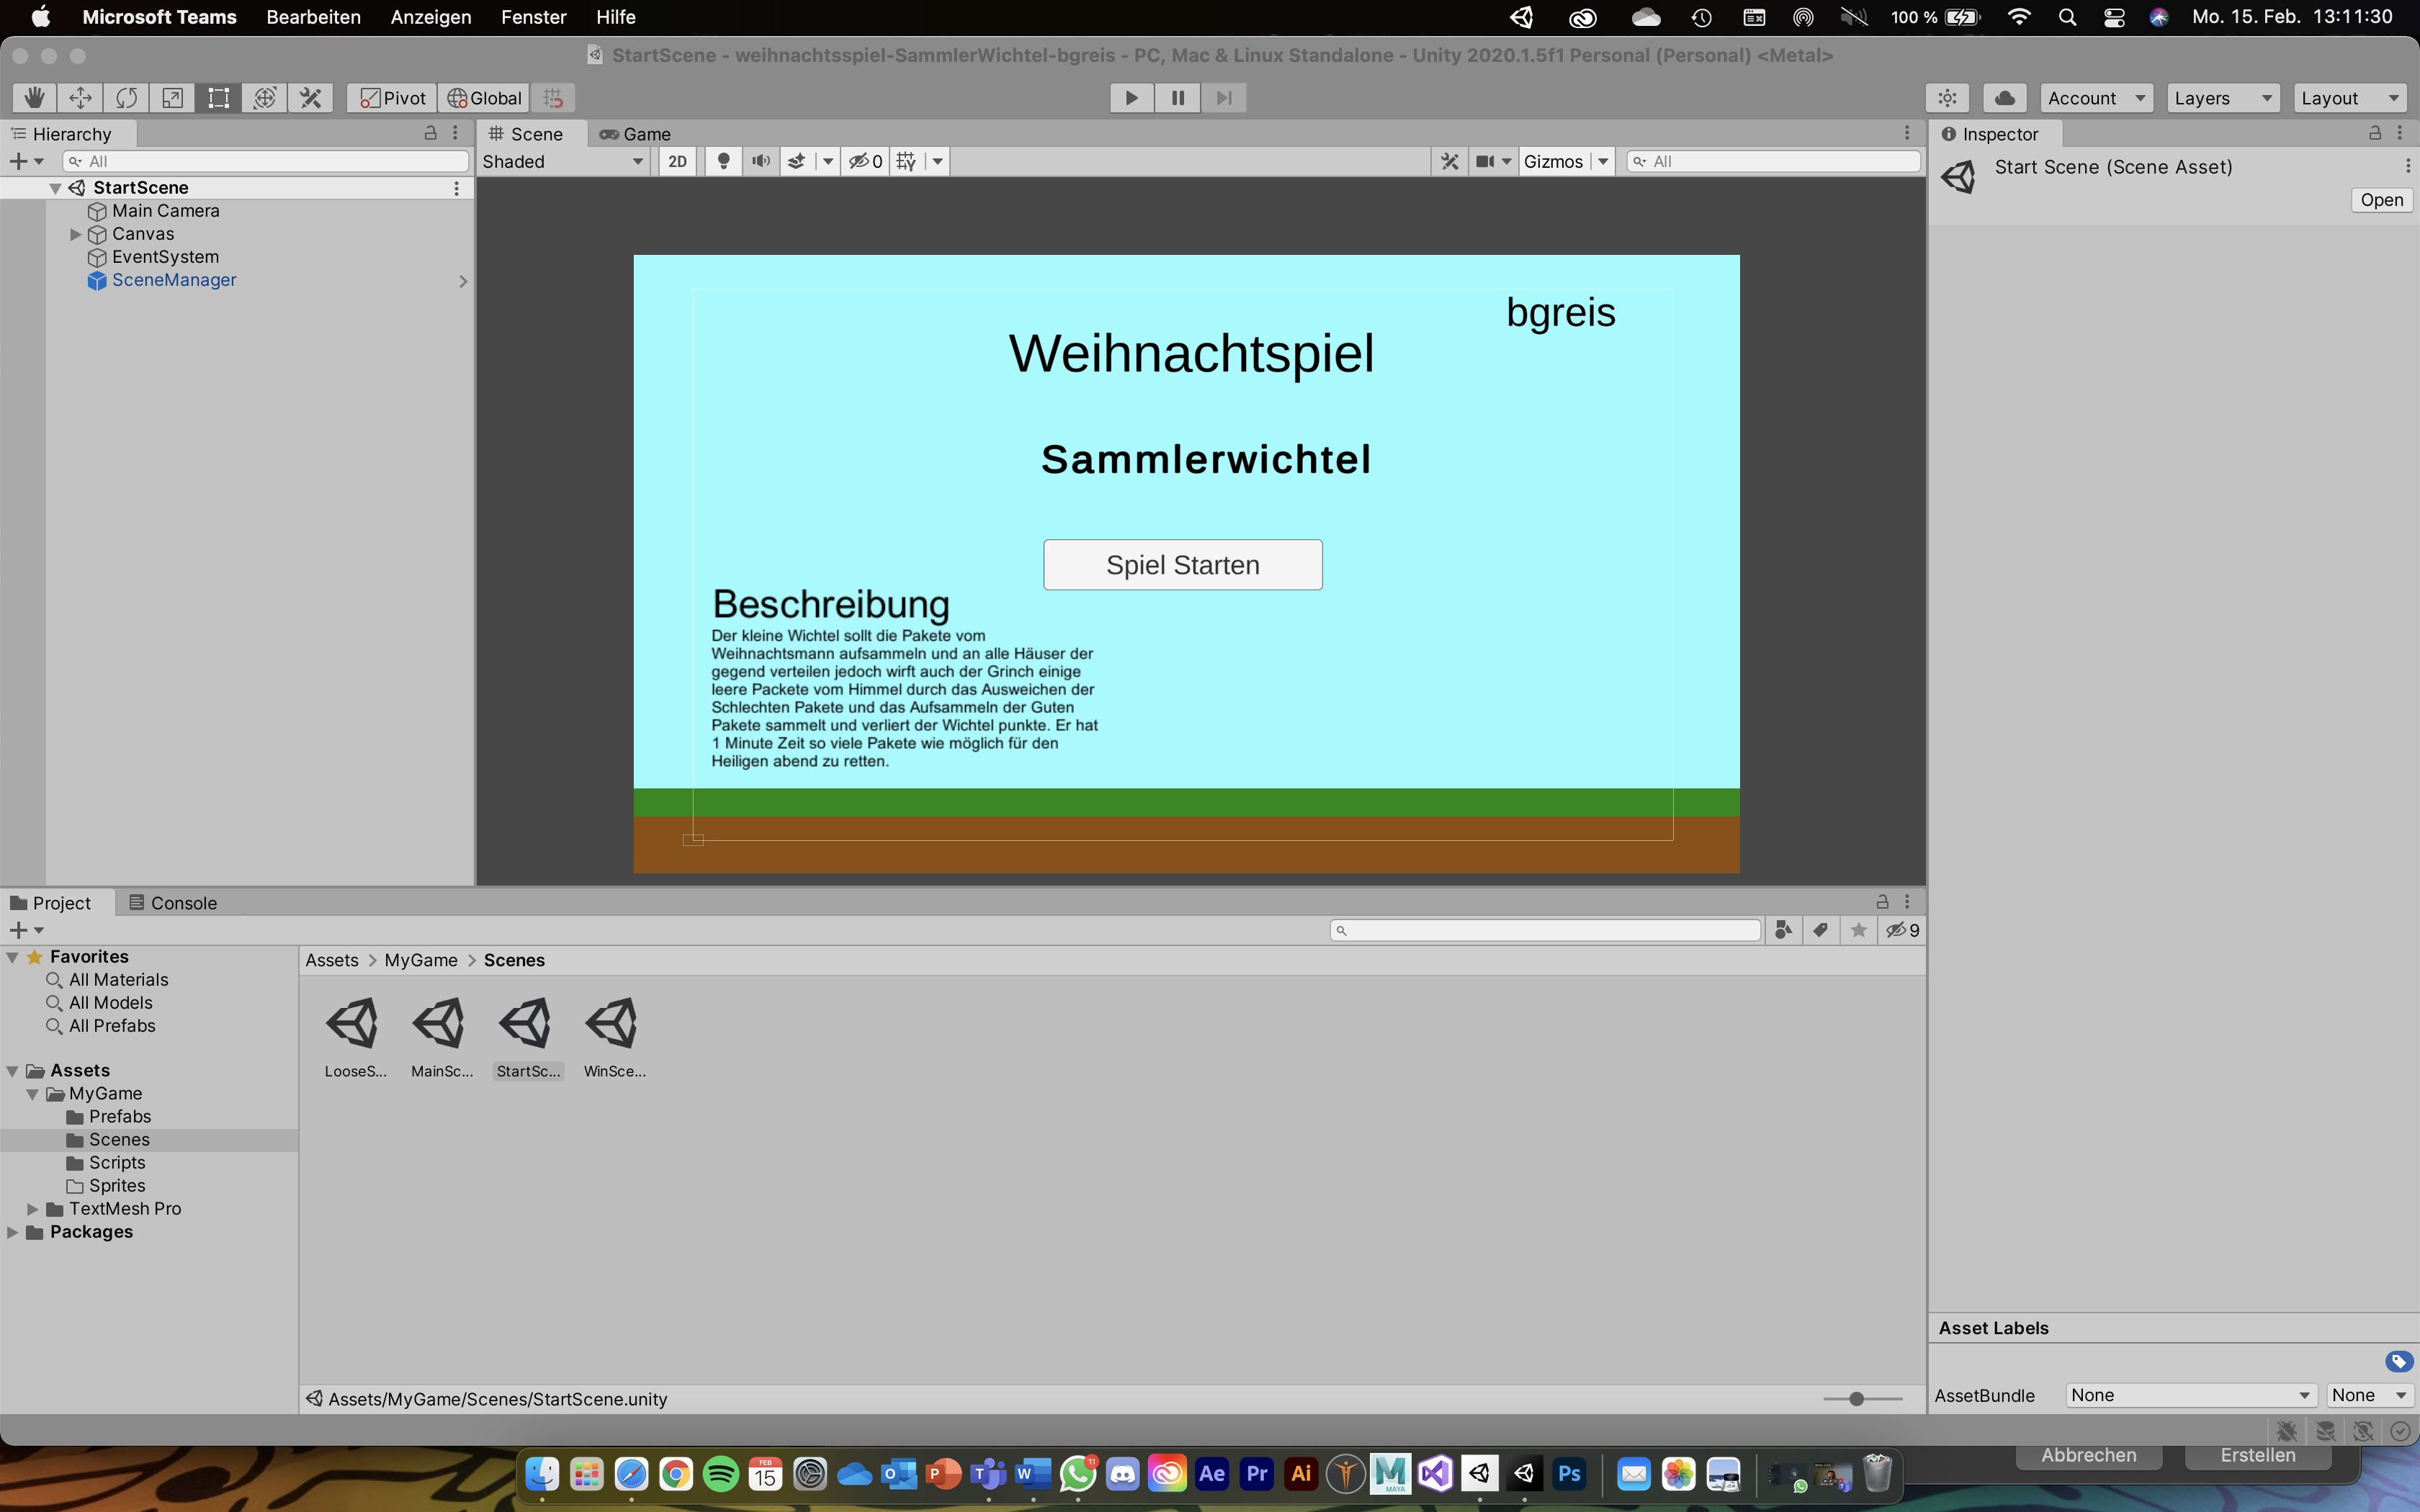 Microsoft Teams Bearbeiten Anzeigen Fenster Hilfe 100 % Mo. 15. Feb. 13:11:30
StartScene - weihnachtsspiel-SammlerWichtel-bgreis - PC, Mac & Linux Standalone - Unity 2020.1.5f1 Personal (Personal) <Metal>
Pivot Global Account Layers Layout
Hierarchy
All
StartScene
Main Camera
Canvas
EventSystem
SceneManager
Scene Game
Shaded 2D 0 Gizmos All
bgreis
Weihnachtspiel
Sammlerwichtel
Spiel Starten
Beschreibung
Der kleine Wichtel sollt die Pakete vom
Weihnachtsmann aufsammeln und an alle Häuser der
gegend verteilen jedoch wirft auch der Grinch einige
leere Packete vom Himmel durch das Ausweichen der
Schlechten Pakete und das Aufsammeln der Guten
Pakete sammelt und verliert der Wichtel punkte. Er hat
1 Minute Zeit so viele Pakete wie möglich für den
Heiligen abend zu retten.
Inspector
Start Scene (Scene Asset)
Open
Project Console
9
Favorites
All Materials
All Models
All Prefabs
Assets
MyGame
Prefabs
Scenes
Scripts
Sprites
TextMesh Pro
Packages
Assets > MyGame > Scenes
LooseS... MainSc... StartSc... WinSce...
Assets/MyGame/Scenes/StartScene.unity
Asset Labels
AssetBundle None None
Abbrechen Erstellen
FEB
15
O P T W 11 Ae Pr Ai M MAYA Ps